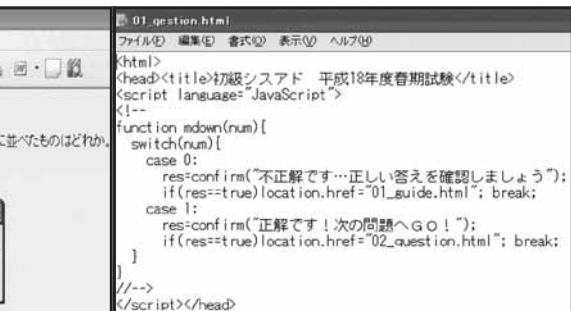 に並べたものはどれか。
01_qestion.html
ファイル(F) 編集(E) 書式(O) 表示(V) ヘルプ(H)
<html>
<head><title>初級シスアド 平成18年度春期試験</title>
<script language="JavaScript">
<!--
function mdown(num){
switch(num){
case 0:
res=confirm("不正解です…正しい答えを確認しましょう");
if(res==true)location.href="01_guide.html"; break;
case 1:
res=confirm("正解です！次の問題へＧＯ！");
if(res==true)location.href="02_question.html"; break;
}
}
//-->
</script></head>